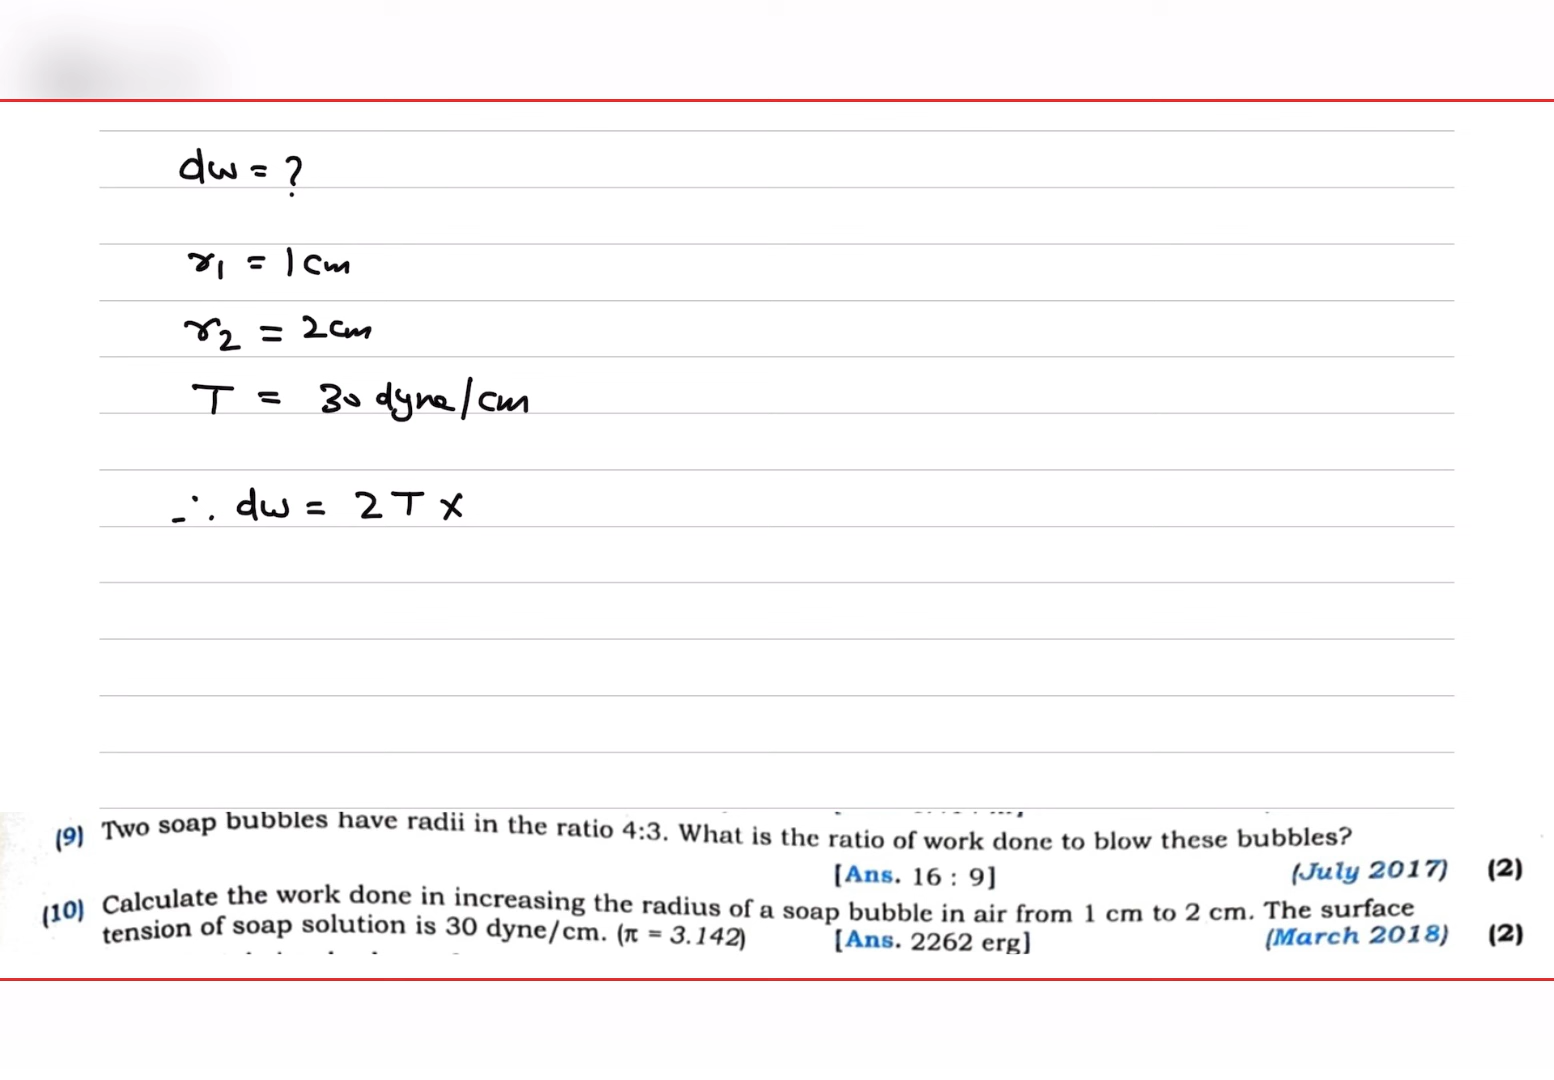 dw = ?
r1 = 1 cm
r2 = 2 cm
T = 30 dyne/cm
∴ dw = 2 T ×
(9) Two soap bubbles have radii in the ratio 4:3. What is the ratio of work done to blow these bubbles?
[Ans. 16 : 9] (July 2017) (2)
(10) Calculate the work done in increasing the radius of a soap bubble in air from 1 cm to 2 cm. The surface
tension of soap solution is 30 dyne/cm. (π = 3.142) [Ans. 2262 erg] (March 2018) (2)